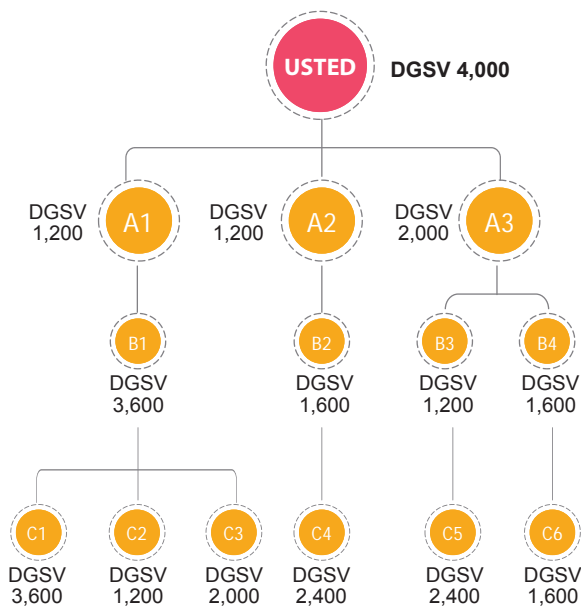 USTED
DGSV 4,000
DGSV
1,200
A1
DGSV
1,200
A2
DGSV
2,000
A3
B1
B2
B3
B4
DGSV
3,600
DGSV
1,600
DGSV
1,200
DGSV
1,600
C1
C2
C3
C4
C5
C6
DGSV
3,600
DGSV
1,200
DGSV
2,000
DGSV
2,400
DGSV
2,400
DGSV
1,600